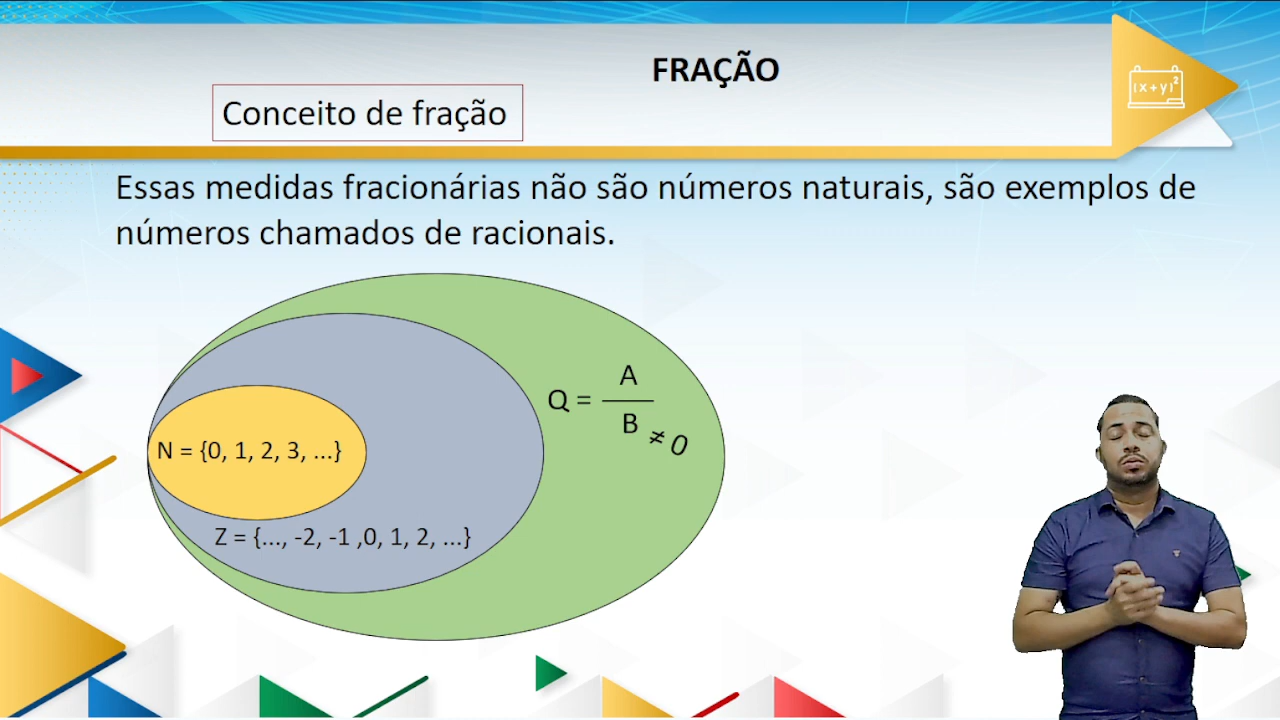 FRAÇÃO
(x+y)²
Conceito de fração
Essas medidas fracionárias não são números naturais, são exemplos de
números chamados de racionais.
Q = A
B ≠ 0
N = {0, 1, 2, 3, ...}
Z = {..., -2, -1 ,0, 1, 2, ...}